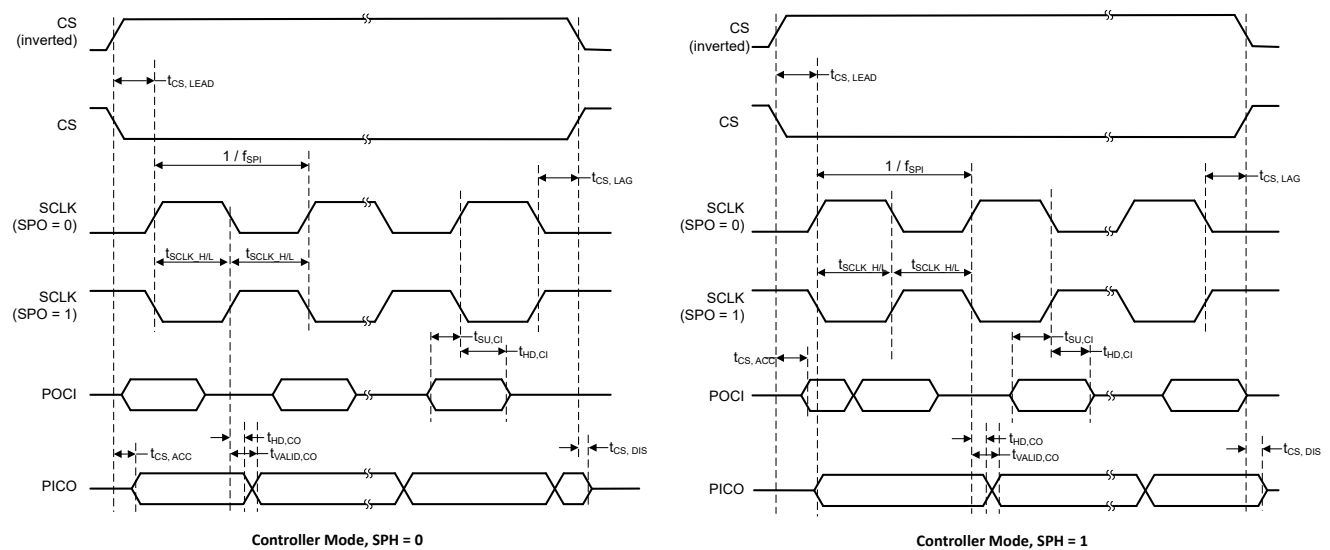 CS
(inverted)
tCS, LEAD
CS
1 / fSPI
tCS, LAG
SCLK
(SPO = 0)
tSCLK_H/L
tSCLK_H/L
SCLK
(SPO = 1)
tSU,CI
tHD,CI
POCI
tHD,CO
tCS, ACC
tVALID,CO
tCS, DIS
PICO
Controller Mode, SPH = 0
CS
(inverted)
tCS, LEAD
CS
1 / fSPI
tCS, LAG
SCLK
(SPO = 0)
tSCLK_H/L
tSCLK_H/L
SCLK
(SPO = 1)
tSU,CI
tCS, ACC
tHD,CI
POCI
tHD,CO
tVALID,CO
tCS, DIS
PICO
Controller Mode, SPH = 1